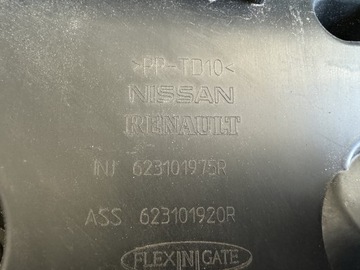 >PP-TD10<
NISSAN
RENAULT
INJ 623101975R
ASS 623101920R
FLEXINGATE